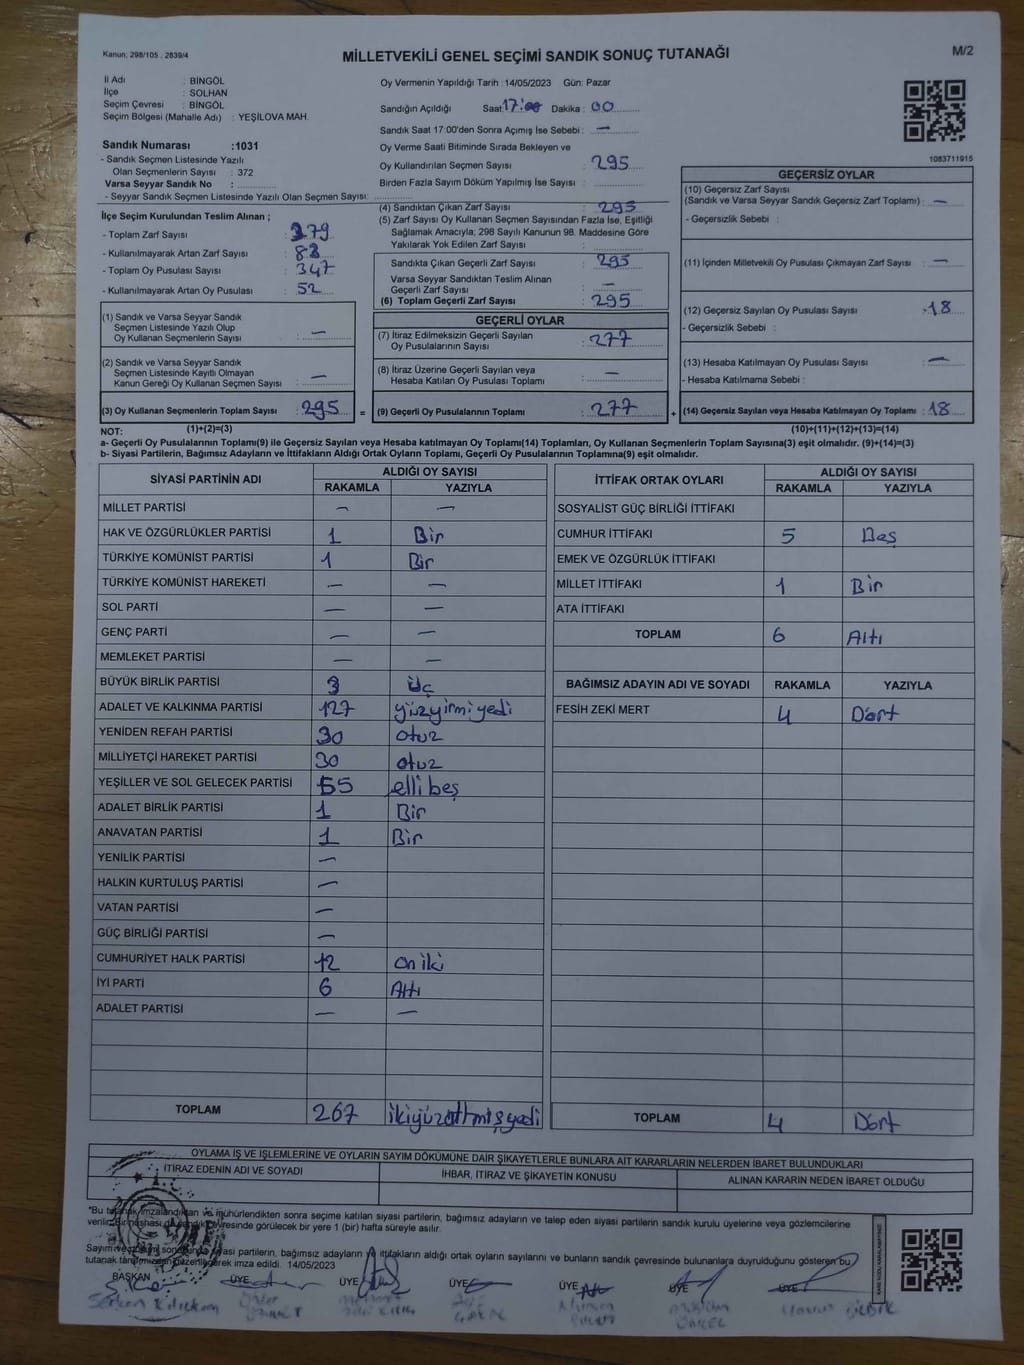 Kanun: 298/105 , 2839/4
MİLLETVEKİLİ GENEL SEÇİMİ SANDIK SONUÇ TUTANAĞI
M/2
İl Adı : BİNGÖL
İlçe : SOLHAN
Seçim Çevresi : BİNGÖL
Seçim Bölgesi (Mahalle Adı) : YEŞİLOVA MAH.
Sandık Numarası :1031
- Sandık Seçmen Listesinde Yazılı
Olan Seçmenlerin Sayısı : 372
Varsa Seyyar Sandık No :
- Seyyar Sandık Seçmen Listesinde Yazılı Olan Seçmen Sayısı:
Oy Vermenin Yapıldığı Tarih :14/05/2023 Gün: Pazar
Sandığın Açıldığı Saat 17:00 Dakika : 00
Sandık Saat 17:00'den Sonra Açımış İse Sebebi : —
Oy Verme Saati Bitiminde Sırada Bekleyen ve
Oy Kullandırılan Seçmen Sayısı : 295
Birden Fazla Sayım Döküm Yapılmış İse Sayısı :
1083711915
İlçe Seçim Kurulundan Teslim Alınan ;
- Toplam Zarf Sayısı : 379
- Kullanılmayarak Artan Zarf Sayısı :
- Toplam Oy Pusulası Sayısı : 347
- Kullanılmayarak Artan Oy Pusulası : 52
(1) Sandık ve Varsa Seyyar Sandık
Seçmen Listesinde Yazılı Olup
Oy Kullanan Seçmenlerin Sayısı : —
(2) Sandık ve Varsa Seyyar Sandık
Seçmen Listesinde Kayıtlı Olmayan
Kanun Gereği Oy Kullanan Seçmen Sayısı : —
(3) Oy Kullanan Seçmenlerin Toplam Sayısı : 295 =
(1)+(2)=(3)
(4) Sandıktan Çıkan Zarf Sayısı : 295
(5) Zarf Sayısı Oy Kullanan Seçmen Sayısından Fazla İse, Eşitliği
Sağlamak Amacıyla; 298 Sayılı Kanunun 98. Maddesine Göre
Yakılarak Yok Edilen Zarf Sayısı :
Sandıkta Çıkan Geçerli Zarf Sayısı : 295
Varsa Seyyar Sandıktan Teslim Alınan
Geçerli Zarf Sayısı : —
(6) Toplam Geçerli Zarf Sayısı : 295
GEÇERLİ OYLAR
(7) İtiraz Edilmeksizin Geçerli Sayılan
Oy Pusulalarının Sayısı : 277
(8) İtiraz Üzerine Geçerli Sayılan veya
Hesaba Katılan Oy Pusulası Toplamı : —
(9) Geçerli Oy Pusulalarının Toplamı : 277 +
GEÇERSİZ OYLAR
(10) Geçersiz Zarf Sayısı
(Sandık ve Varsa Seyyar Sandık Geçersiz Zarf Toplamı) : —
- Geçersizlik Sebebi :
(11) İçinden Milletvekili Oy Pusulası Çıkmayan Zarf Sayısı : —
(12) Geçersiz Sayılan Oy Pusulası Sayısı : 18
- Geçersizlik Sebebi :
(13) Hesaba Katılmayan Oy Pusulası Sayısı : —
- Hesaba Katılmama Sebebi :
(14) Geçersiz Sayılan veya Hesaba Katılmayan Oy Toplamı : 18
(10)+(11)+(12)+(13)=(14)
NOT:
a- Geçerli Oy Pusulalarının Toplamı(9) ile Geçersiz Sayılan veya Hesaba katılmayan Oy Toplamı(14) Toplamları, Oy Kullanan Seçmenlerin Toplam Sayısına(3) eşit olmalıdır. (9)+(14)=(3)
b- Siyasi Partilerin, Bağımsız Adayların ve İttifakların Aldığı Ortak Oyların Toplamı, Geçerli Oy Pusulalarının Toplamına(9) eşit olmalıdır.
SİYASİ PARTİNİN ADI ALDIĞI OY SAYISI
RAKAMLA YAZIYLA
MİLLET PARTİSİ — —
HAK VE ÖZGÜRLÜKLER PARTİSİ 1 Bir
TÜRKİYE KOMÜNİST PARTİSİ 1 Bir
TÜRKİYE KOMÜNİST HAREKETİ — —
SOL PARTİ — —
GENÇ PARTİ — —
MEMLEKET PARTİSİ — —
BÜYÜK BİRLİK PARTİSİ 3 üç
ADALET VE KALKINMA PARTİSİ 127 yüzyirmiyedi
YENİDEN REFAH PARTİSİ 30 otuz
MİLLİYETÇİ HAREKET PARTİSİ 30 otuz
YEŞİLLER VE SOL GELECEK PARTİSİ 55 elli beş
ADALET BİRLİK PARTİSİ 1 Bir
ANAVATAN PARTİSİ 1 Bir
YENİLİK PARTİSİ —
HALKIN KURTULUŞ PARTİSİ —
VATAN PARTİSİ —
GÜÇ BİRLİĞİ PARTİSİ —
CUMHURİYET HALK PARTİSİ 12 on iki
İYİ PARTİ 6 Altı
ADALET PARTİSİ — —
TOPLAM 267 ikiyüzaltmışyedi
İTTİFAK ORTAK OYLARI ALDIĞI OY SAYISI
RAKAMLA YAZIYLA
SOSYALİST GÜÇ BİRLİĞİ İTTİFAKI
CUMHUR İTTİFAKI 5 Beş
EMEK VE ÖZGÜRLÜK İTTİFAKI
MİLLET İTTİFAKI 1 Bir
ATA İTTİFAKI
TOPLAM 6 Altı
BAĞIMSIZ ADAYIN ADI VE SOYADI RAKAMLA YAZIYLA
FESİH ZEKİ MERT 4 Dört
TOPLAM 4 Dört
OYLAMA İŞ VE İŞLEMLERİNE VE OYLARIN SAYIM DÖKÜMÜNE DAİR ŞİKAYETLERLE BUNLARA AİT KARARLARIN NELERDEN İBARET BULUNDUKLARI
İTİRAZ EDENİN ADI VE SOYADI İHBAR, İTİRAZ VE ŞİKAYETİN KONUSU ALINAN KARARIN NEDEN İBARET OLDUĞU
*Bu tutanak imzalandıktan ve mühürlendikten sonra seçime katılan siyasi partilerin, bağımsız adayların ve talep eden siyasi partilerin sandık kurulu üyelerine veya gözlemcilerine
verilir. Bir nüshası da sandık çevresinde görülecek bir yere 1 (bir) hafta süreyle asılır.
Sayım ve döküm sonunda siyasi partilerin, bağımsız adayların ve ittifakların aldığı ortak oyların sayılarını ve bunların sandık çevresinde bulunanlara duyrulduğunu gösteren bu
tutanak tarafımızdan düzenlenerek imza edildi. 14/05/2023
BAŞKAN ÜYE ÜYE ÜYE ÜYE ÜYE ÜYE